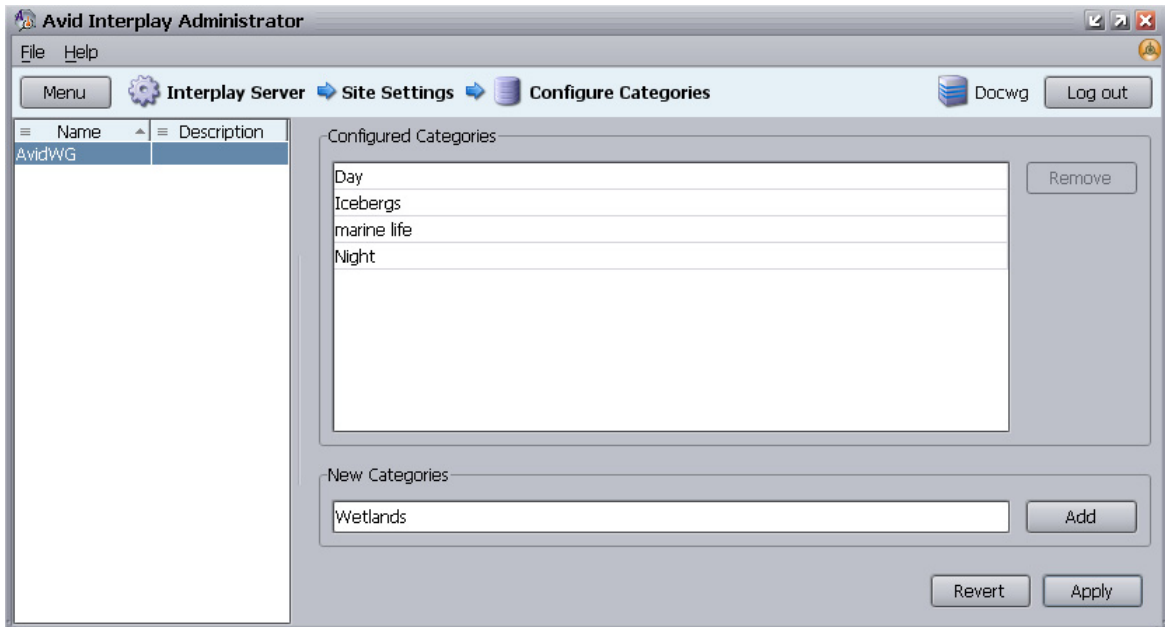 Avid Interplay Administrator
File Help
Menu Interplay Server Site Settings Configure Categories Docwg Log out
Name Description
AvidWG
Configured Categories
Day
Icebergs
marine life
Night
Remove
New Categories
Wetlands
Add
Revert Apply